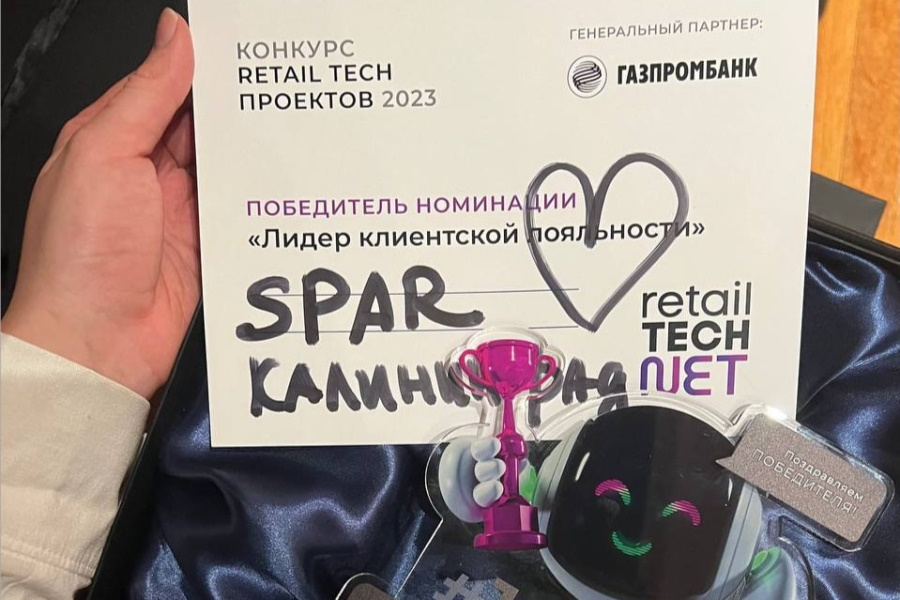 КОНКУРС
RETAIL TECH
ПРОЕКТОВ 2023
ГЕНЕРАЛЬНЫЙ ПАРТНЕР:
ГАЗПРОМБАНК
ПОБЕДИТЕЛЬ НОМИНАЦИИ
«Лидер клиентской лояльности»
SPAR
КАЛИНИНГРАД
retail
TECH
NET
Поздравляем
ПОБЕДИТЕЛЯ!